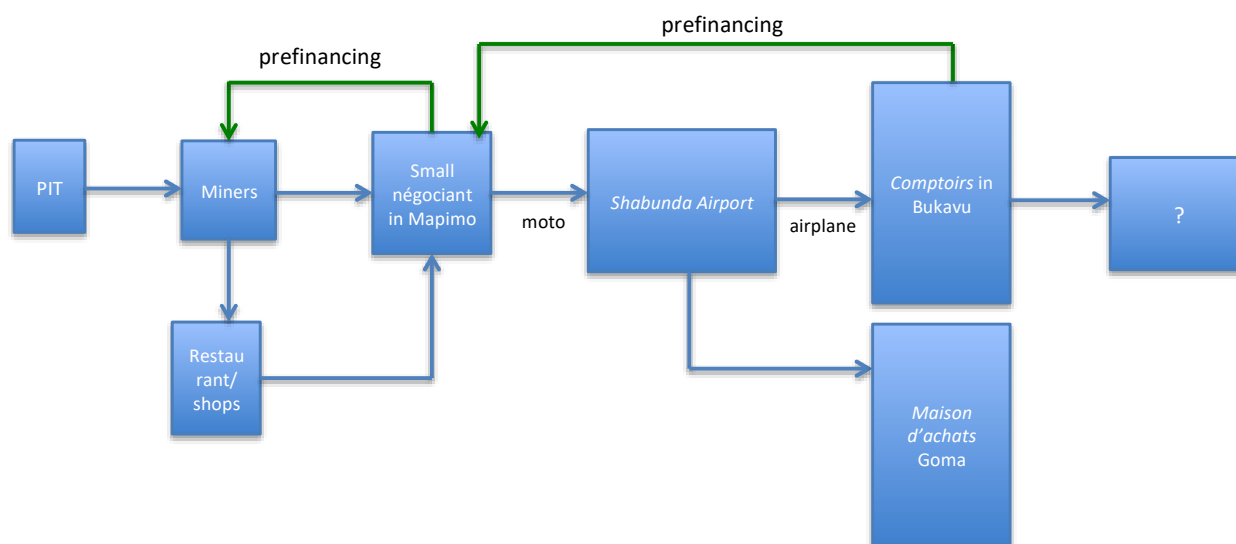 prefinancing
prefinancing
PIT
Miners
Small
négociant
in Mapimo
moto
Shabunda Airport
airplane
Comptoirs in
Bukavu
?
Restau
rant/
shops
Maison
d'achats
Goma